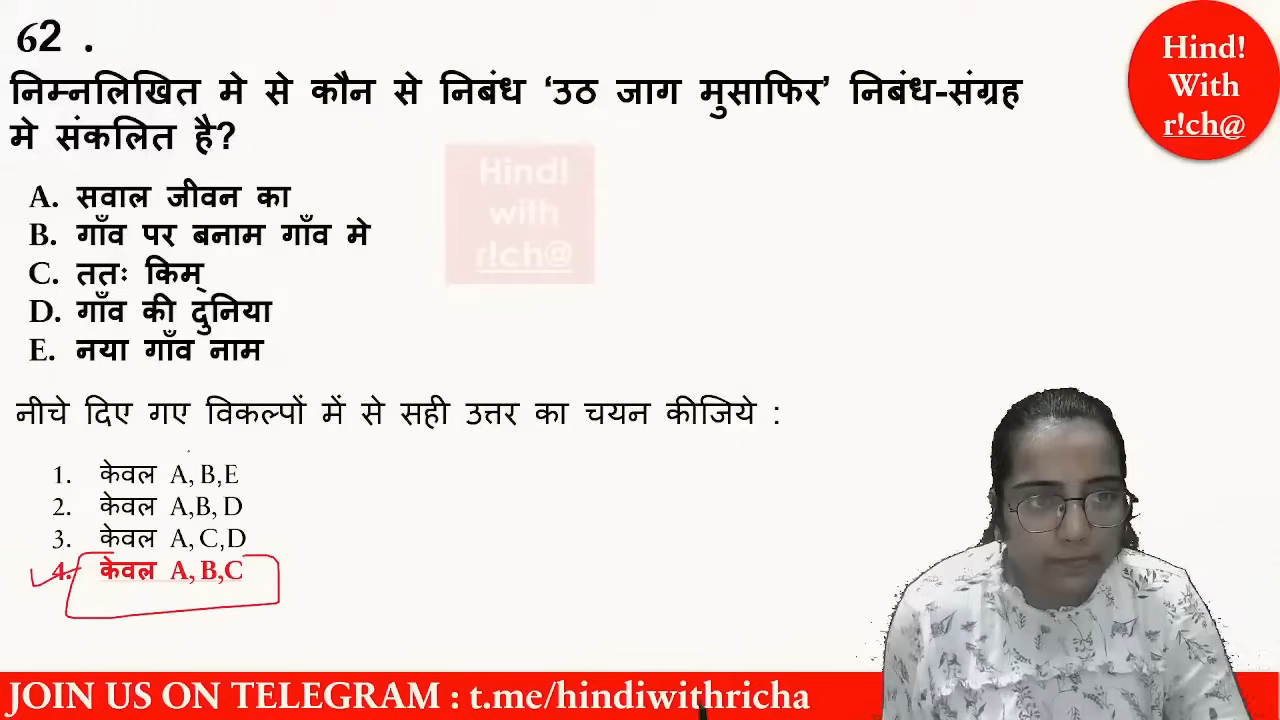 62 .
Hind!
With
r!ch@
निम्नलिखित मे से कौन से निबंध ‘उठ जाग मुसाफिर’ निबंध-संग्रह
मे संकलित है?
Hind!
with
r!ch@
A. सवाल जीवन का
B. गाँव पर बनाम गाँव मे
C. ततः किम्
D. गाँव की दुनिया
E. नया गाँव नाम
नीचे दिए गए विकल्पों में से सही उत्तर का चयन कीजिये :
1. केवल A, B,E
2. केवल A,B, D
3. केवल A, C,D
4. केवल A, B,C
JOIN US ON TELEGRAM : t.me/hindiwithricha